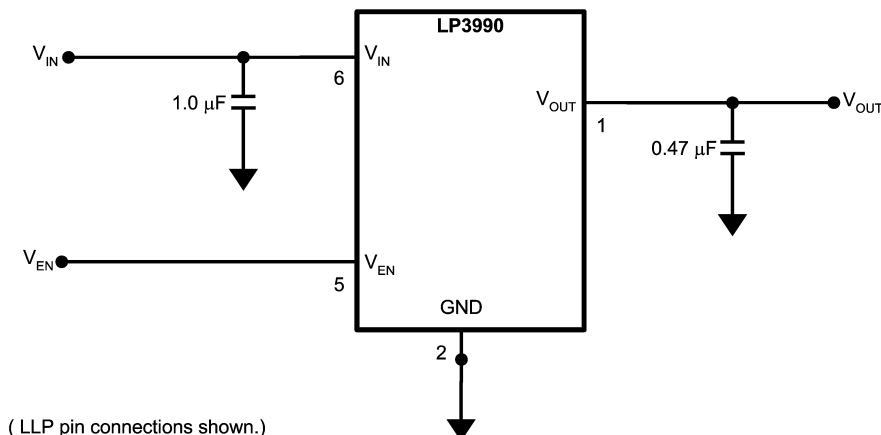 LP3990
V_IN
V_IN
6
1.0 μF
V_OUT
1
V_OUT
0.47 μF
V_EN
V_EN
5
GND
2
( LLP pin connections shown.)